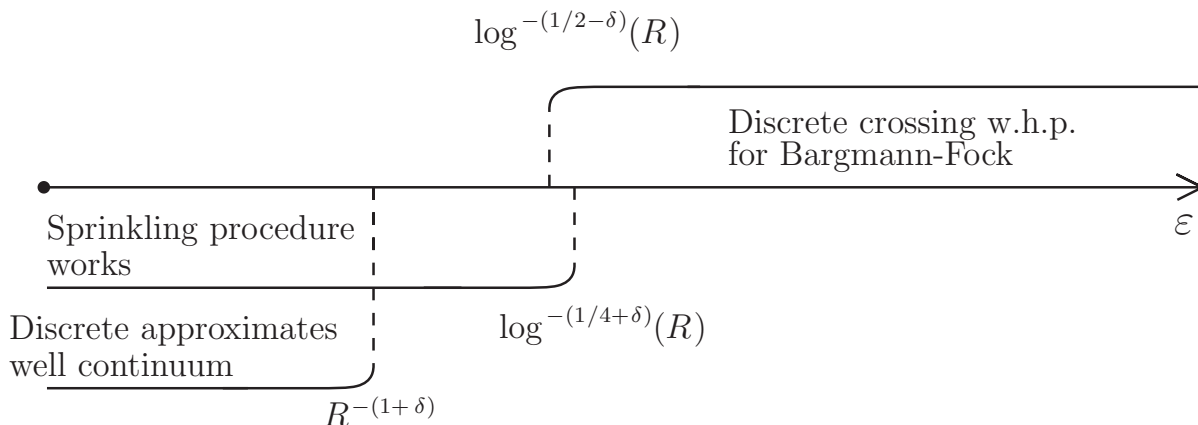 log^{-(1/2-δ)}(R)
Discrete crossing w.h.p.
for Bargmann-Fock
ε
Sprinkling procedure
works
log^{-(1/4+δ)}(R)
Discrete approximates
well continuum
R^{-(1+δ)}